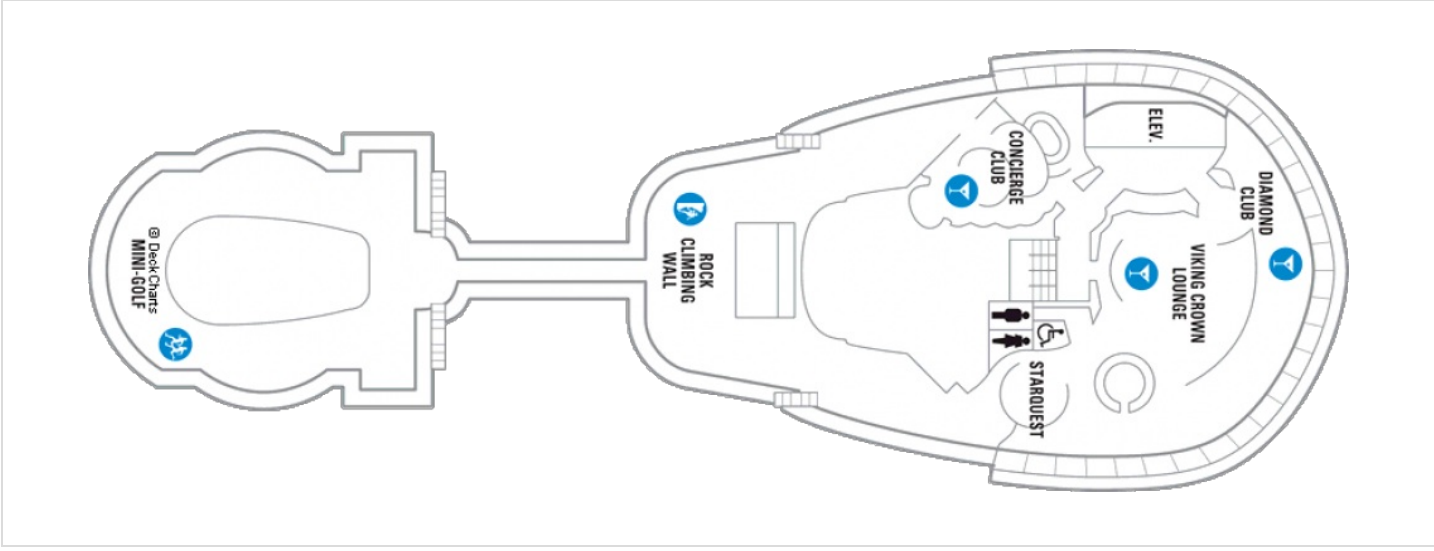 © Deck Charts
MINI-GOLF
ROCK
CLIMBING
WALL
CONCIERGE
CLUB
ELEV.
DIAMOND
CLUB
VIKING CROWN
LOUNGE
STARQUEST